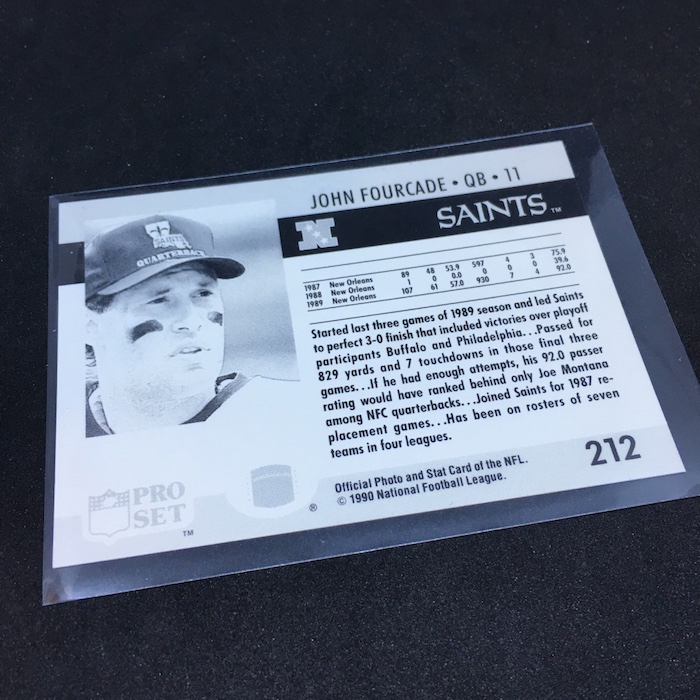 JOHN FOURCADE • QB • 11
SAINTS™
N
SAINTS
QUARTERBACK
1987 New Orleans 89 48 53.9 597 4 3 75.9
1988 New Orleans 1 0 0.0 0 0 0 39.6
1989 New Orleans 107 61 57.0 930 7 4 92.0
Started last three games of 1989 season and led Saints
to perfect 3-0 finish that included victories over playoff
participants Buffalo and Philadelphia...Passed for
829 yards and 7 touchdowns in those final three
games...If he had enough attempts, his 92.0 passer
rating would have ranked behind only Joe Montana
among NFC quarterbacks...Joined Saints for 1987 re-
placement games...Has been on rosters of seven
teams in four leagues.
212
Official Photo and Stat Card of the NFL.
© 1990 National Football League.
NFL
PRO
SET
™
®